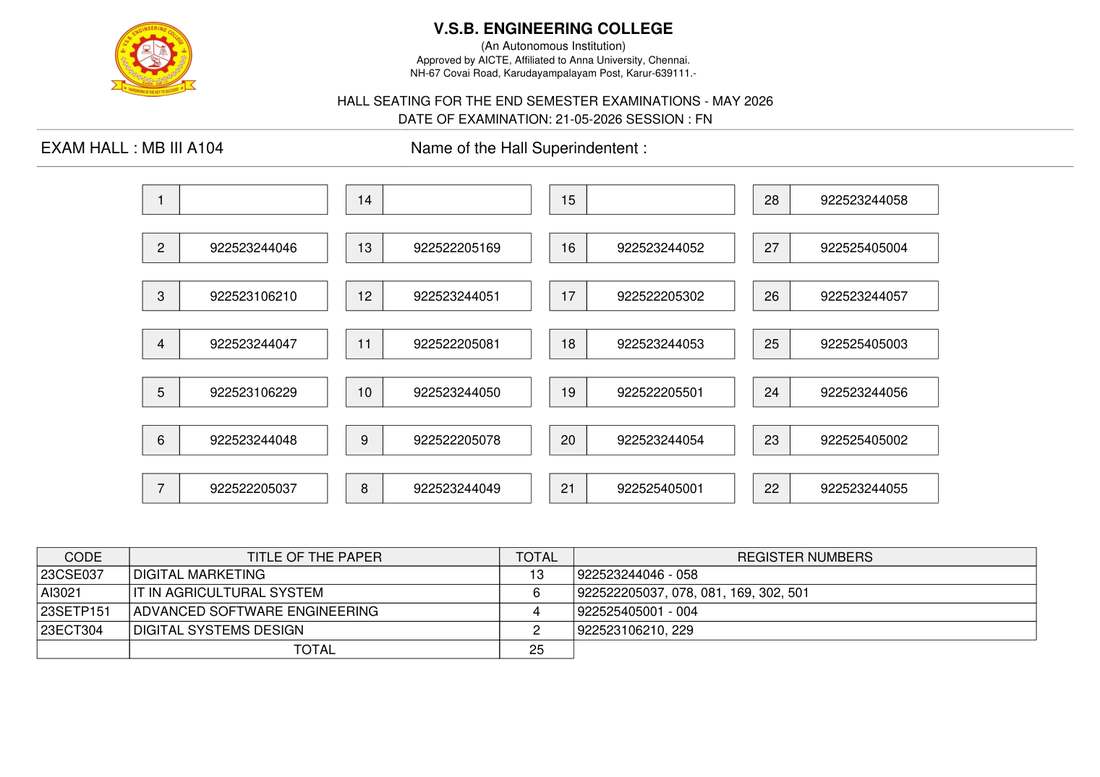 V.S.B. ENGINEERING COLLEGE
(An Autonomous Institution)
Approved by AICTE, Affiliated to Anna University, Chennai.
NH-67 Covai Road, Karudayampalayam Post, Karur-639111.-
HALL SEATING FOR THE END SEMESTER EXAMINATIONS - MAY 2026
DATE OF EXAMINATION: 21-05-2026 SESSION : FN
EXAM HALL : MB III A104 Name of the Hall Superindentent :
1 14 15 28 922523244058
2 922523244046 13 922522205169 16 922523244052 27 922525405004
3 922523106210 12 922523244051 17 922522205302 26 922523244057
4 922523244047 11 922522205081 18 922523244053 25 922525405003
5 922523106229 10 922523244050 19 922522205501 24 922523244056
6 922523244048 9 922522205078 20 922523244054 23 922525405002
7 922522205037 8 922523244049 21 922525405001 22 922523244055
CODE TITLE OF THE PAPER TOTAL REGISTER NUMBERS
23CSE037 DIGITAL MARKETING 13 922523244046 - 058
AI3021 IT IN AGRICULTURAL SYSTEM 6 922522205037, 078, 081, 169, 302, 501
23SETP151 ADVANCED SOFTWARE ENGINEERING 4 922525405001 - 004
23ECT304 DIGITAL SYSTEMS DESIGN 2 922523106210, 229
TOTAL 25